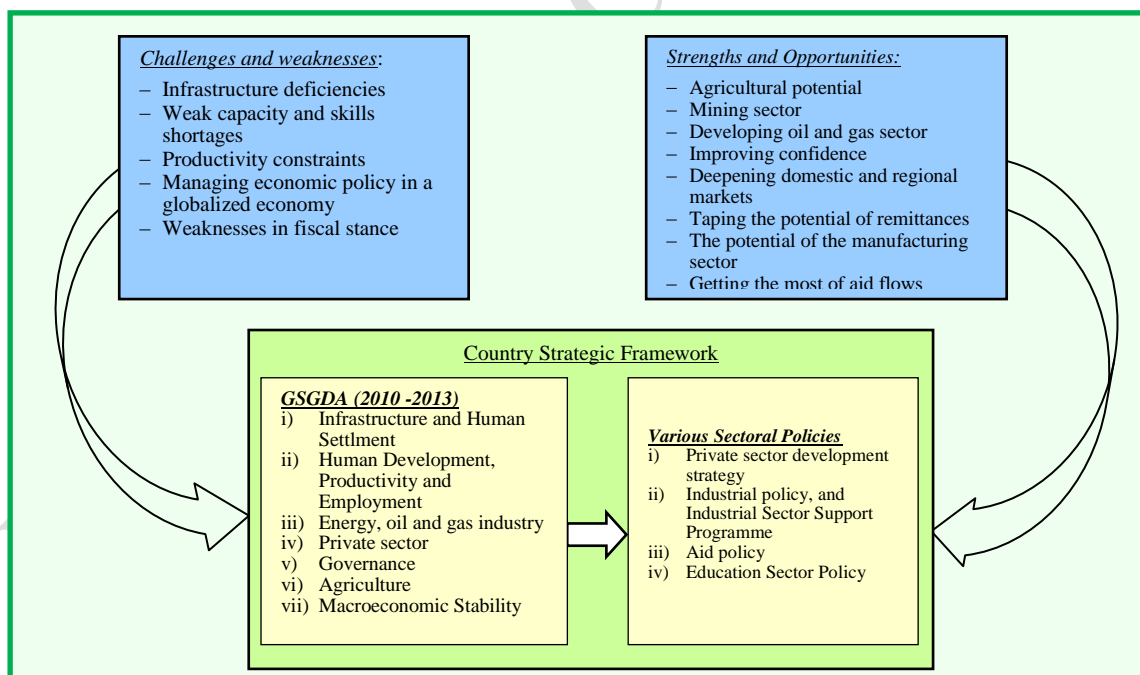 Challenges and weaknesses:
– Infrastructure deficiencies
– Weak capacity and skills
shortages
– Productivity constraints
– Managing economic policy in a
globalized economy
– Weaknesses in fiscal stance
Strengths and Opportunities:
– Agricultural potential
– Mining sector
– Developing oil and gas sector
– Improving confidence
– Deepening domestic and regional
markets
– Taping the potential of remittances
– The potential of the manufacturing
sector
– Getting the most of aid flows
Country Strategic Framework
GSGDA (2010 -2013)
i) Infrastructure and Human
Settlment
ii) Human Development,
Productivity and
Employment
iii) Energy, oil and gas industry
iv) Private sector
v) Governance
vi) Agriculture
vii) Macroeconomic Stability
Various Sectoral Policies
i) Private sector development
strategy
ii) Industrial policy, and
Industrial Sector Support
Programme
iii) Aid policy
iv) Education Sector Policy